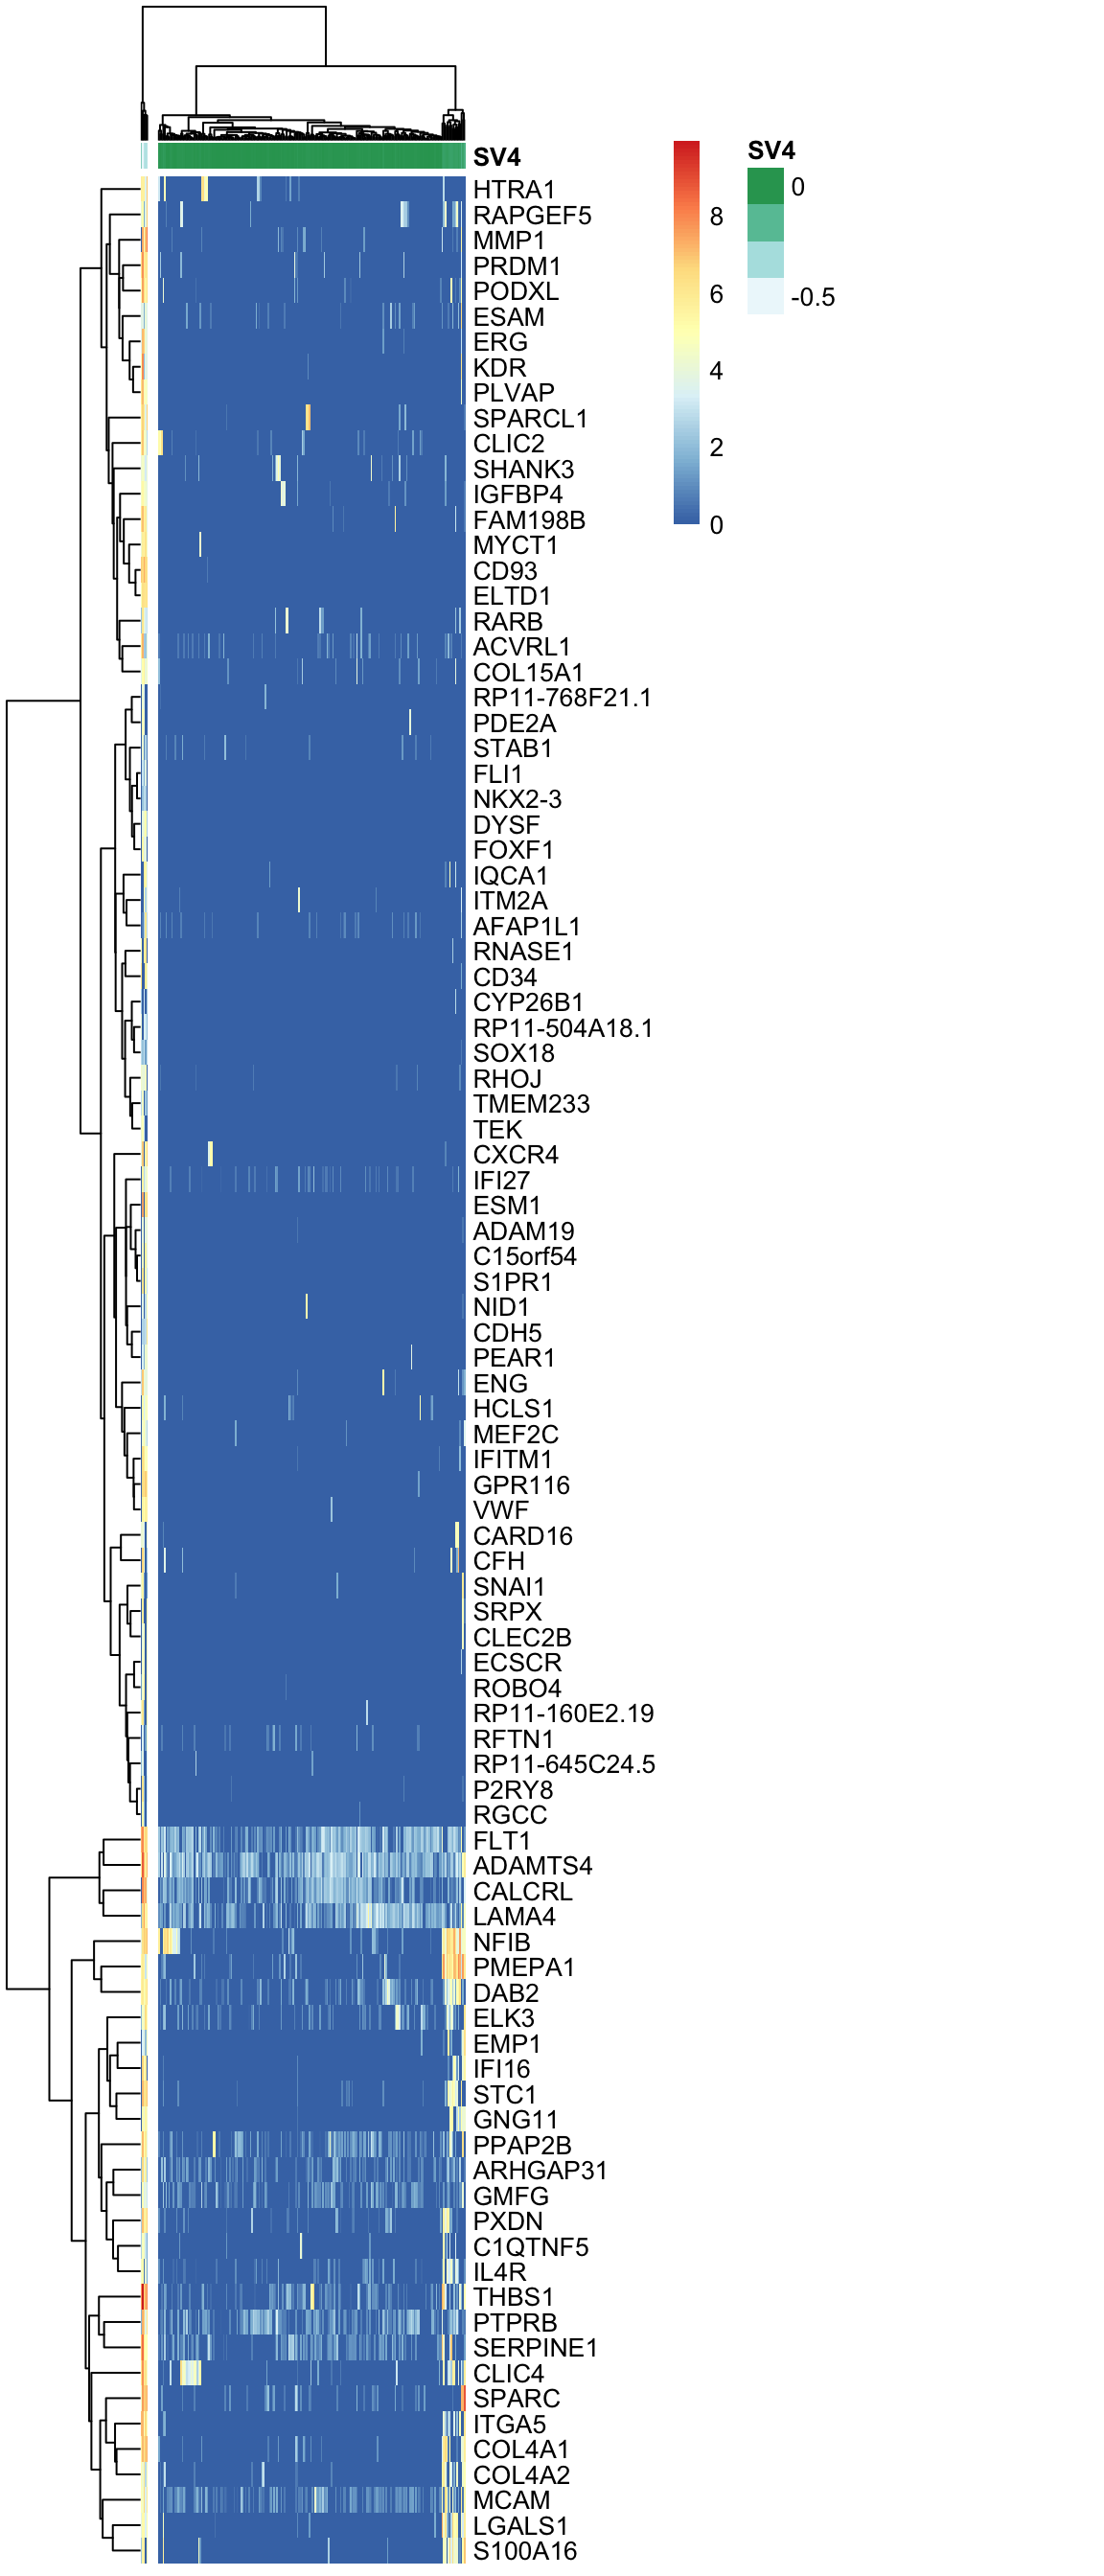 SV4
HTRA1
RAPGEF5
MMP1
PRDM1
PODXL
ESAM
ERG
KDR
PLVAP
SPARCL1
CLIC2
SHANK3
IGFBP4
FAM198B
MYCT1
CD93
ELTD1
RARB
ACVRL1
COL15A1
RP11-768F21.1
PDE2A
STAB1
FLI1
NKX2-3
DYSF
FOXF1
IQCA1
ITM2A
AFAP1L1
RNASE1
CD34
CYP26B1
RP11-504A18.1
SOX18
RHOJ
TMEM233
TEK
CXCR4
IFI27
ESM1
ADAM19
C15orf54
S1PR1
NID1
CDH5
PEAR1
ENG
HCLS1
MEF2C
IFITM1
GPR116
VWF
CARD16
CFH
SNAI1
SRPX
CLEC2B
ECSCR
ROBO4
RP11-160E2.19
RFTN1
RP11-645C24.5
P2RY8
RGCC
FLT1
ADAMTS4
CALCRL
LAMA4
NFIB
PMEPA1
DAB2
ELK3
EMP1
IFI16
STC1
GNG11
PPAP2B
ARHGAP31
GMFG
PXDN
C1QTNF5
IL4R
THBS1
PTPRB
SERPINE1
CLIC4
SPARC
ITGA5
COL4A1
COL4A2
MCAM
LGALS1
S100A16
8
6
4
2
0
SV4
0
-0.5